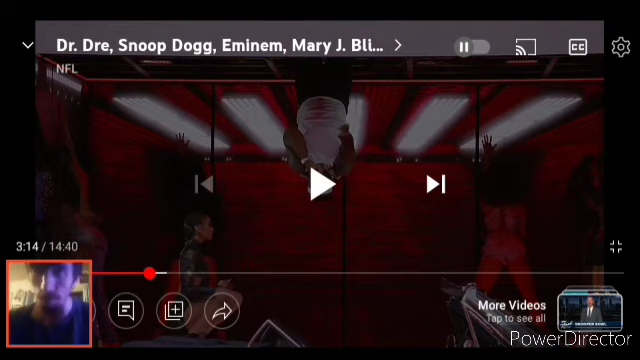 Dr. Dre, Snoop Dogg, Eminem, Mary J. Bli...
NFL
CC
3:14 / 14:40
More Videos
Tap to see all
PowerDirector